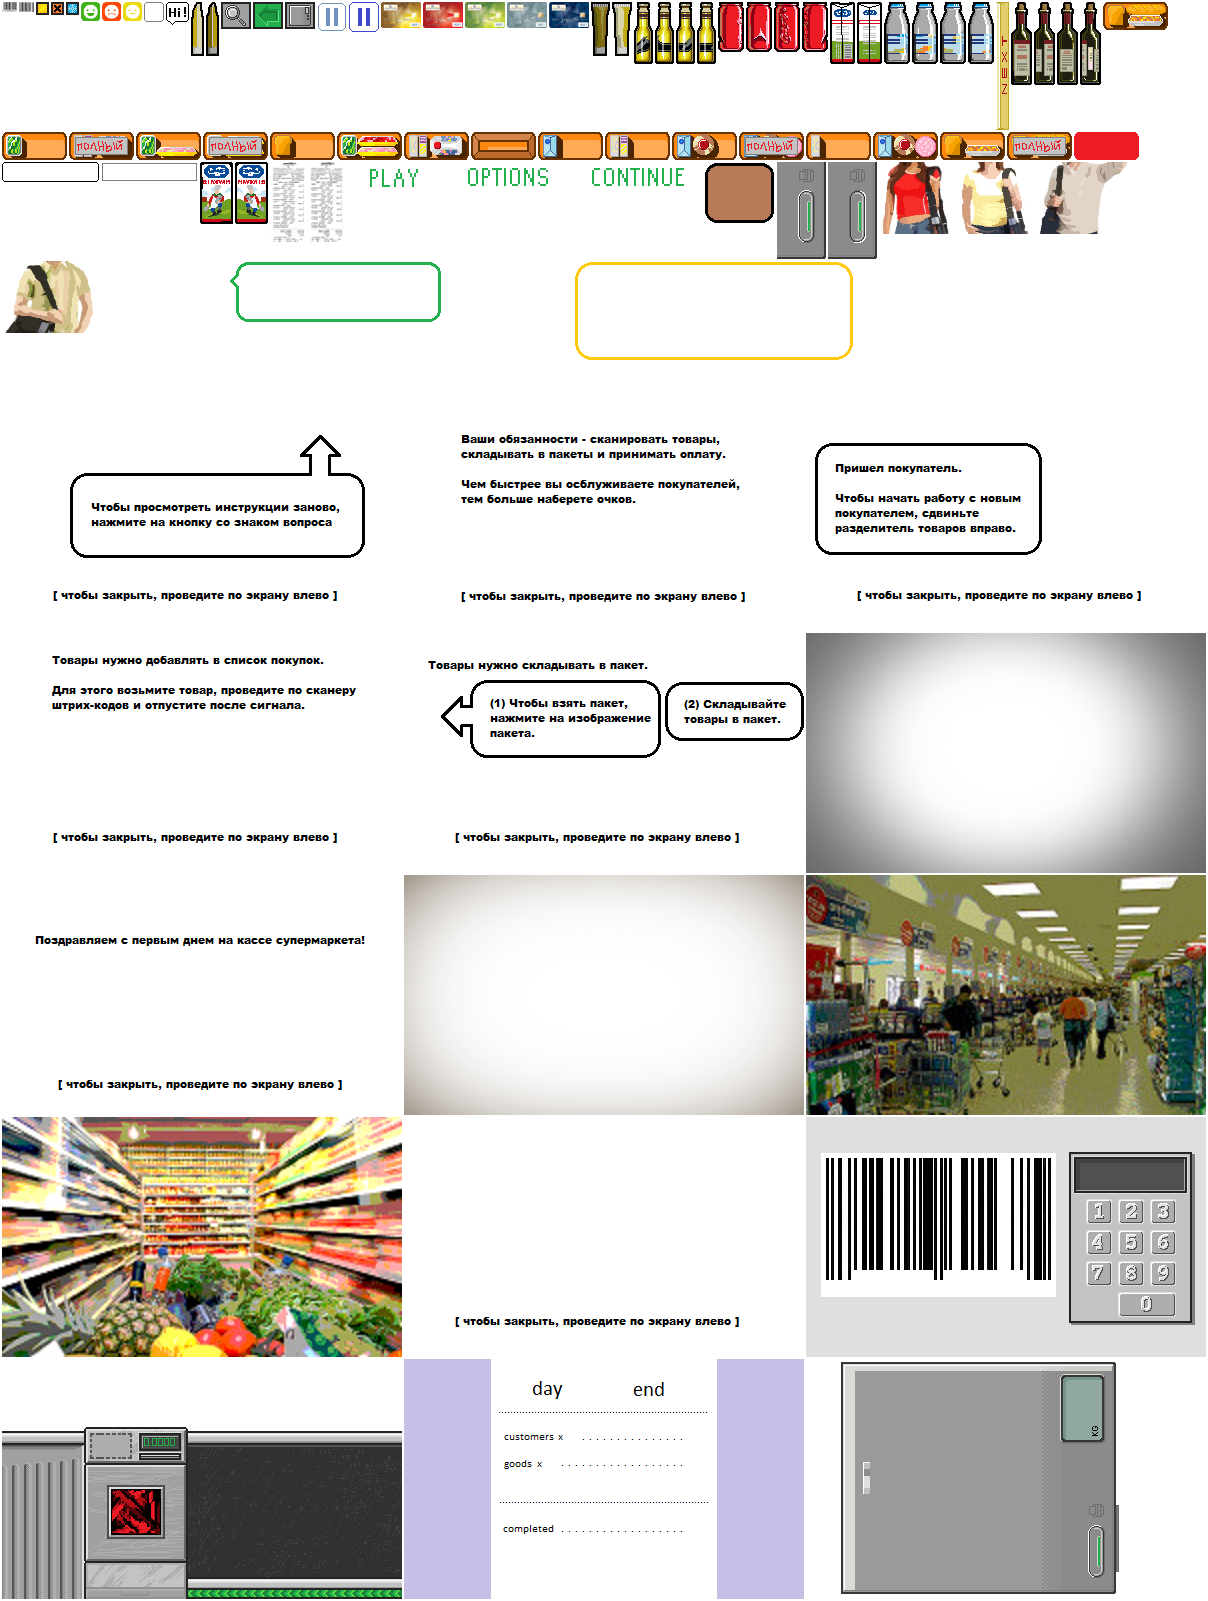 Hi!
NEXT
ПОЛНЫЙ
ПОЛНЫЙ
ПОЛНЫЙ
ПОЛНЫЙ
PLAY
OPTIONS
CONTINUE
Чтобы просмотреть инструкции заново,
нажмите на кнопку со знаком вопроса
[ чтобы закрыть, проведите по экрану влево ]
Ваши обязанности - сканировать товары,
складывать в пакеты и принимать оплату.
Чем быстрее вы осблуживаете покупателей,
тем больше наберете очков.
[ чтобы закрыть, проведите по экрану влево ]
Пришел покупатель.
Чтобы начать работу с новым
покупателем, сдвиньте
разделитель товаров вправо.
[ чтобы закрыть, проведите по экрану влево ]
Товары нужно добавлять в список покупок.
Для этого возьмите товар, проведите по сканеру
штрих-кодов и отпустите после сигнала.
[ чтобы закрыть, проведите по экрану влево ]
Товары нужно складывать в пакет.
(1) Чтобы взять пакет,
нажмите на изображение
пакета.
(2) Складывайте
товары в пакет.
[ чтобы закрыть, проведите по экрану влево ]
Поздравляем с первым днем на кассе супермаркета!
[ чтобы закрыть, проведите по экрану влево ]
[ чтобы закрыть, проведите по экрану влево ]
1 2 3
4 5 6
7 8 9
0
00000
day end
customers x
goods x
completed
KG